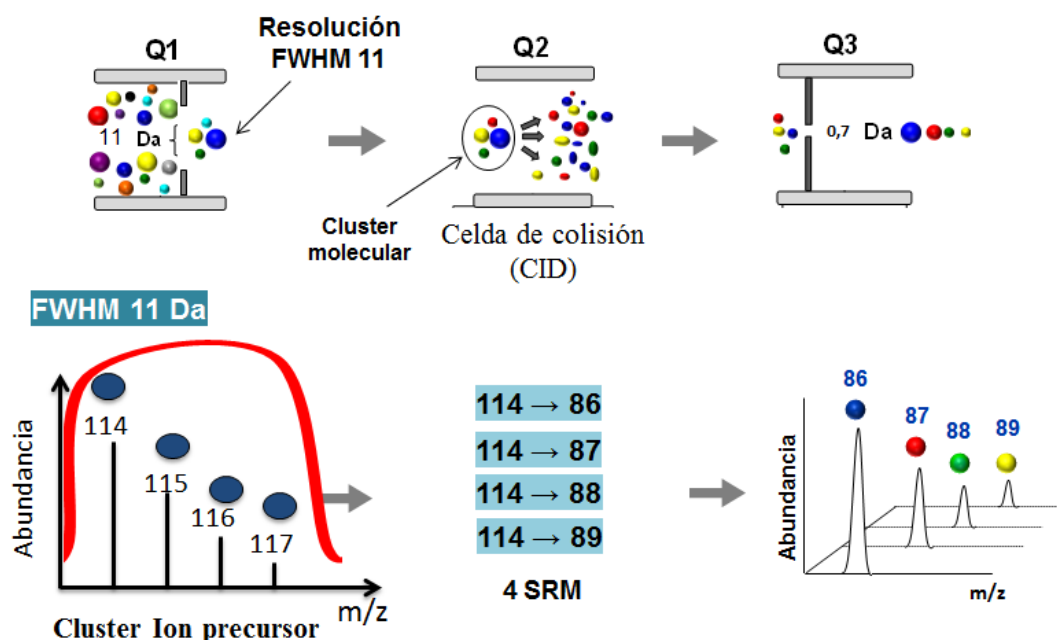 Resolución
FWHM 11
Q1
Q2
Q3
11 Da
0,7 Da
Cluster
molecular
Celda de colisión
(CID)
FWHM 11 Da
Abundancia
114
115
116
117
m/z
Cluster Ion precursor
114 → 86
114 → 87
114 → 88
114 → 89
4 SRM
Abundancia
86
87
88
89
m/z